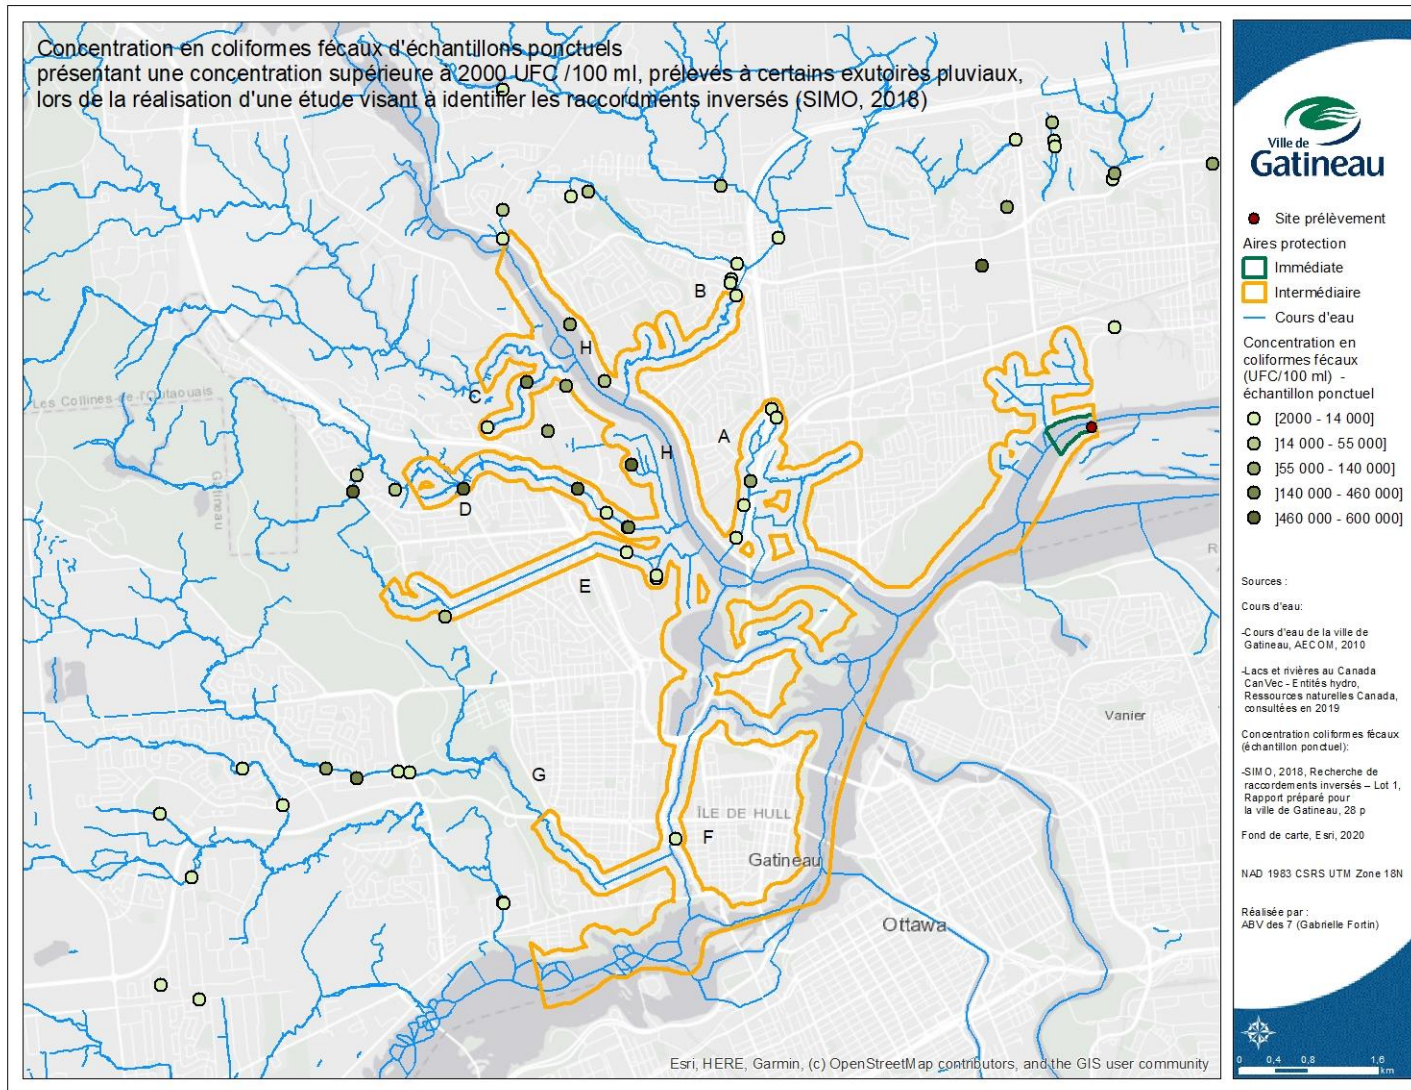 Concentration en coliformes fécaux d'échantillons ponctuels
présentant une concentration supérieure à 2000 UFC /100 ml, prélevés à certains exutoires pluviaux,
lors de la réalisation d'une étude visant à identifier les raccordments inversés (SIMO, 2018)
B
H
Les Collines-de-l'Outaouais
C
A
H
Gatineau
D
R
E
Vanier
G
ÎLE DE HULL
F
Gatineau
Ottawa
Esri, HERE, Garmin, (c) OpenStreetMap contributors, and the GIS user community
Ville de
Gatineau
Site prélèvement
Aires protection
Immédiate
Intermédiaire
Cours d'eau
Concentration en
coliformes fécaux
(UFC/100 ml) -
échantillon ponctuel
[2000 - 14 000]
]14 000 - 55 000]
]55 000 - 140 000]
]140 000 - 460 000]
]460 000 - 600 000]
Sources :
Cours d'eau:
-Cours d'eau de la ville de
Gatineau, AECOM, 2010
-Lacs et rivières au Canada
CanVec - Entités hydro,
Ressources naturelles Canada,
consultées en 2019
Concentration coliformes fécaux
(échantillon ponctuel):
-SIMO, 2018, Recherche de
raccordements inversés – Lot 1,
Rapport préparé pour
la ville de Gatineau, 28 p
Fond de carte, Esri, 2020
NAD 1983 CSRS UTM Zone 18N
Réalisée par :
ABV des 7 (Gabrielle Fortin)
0 0,4 0,8 1,6
km